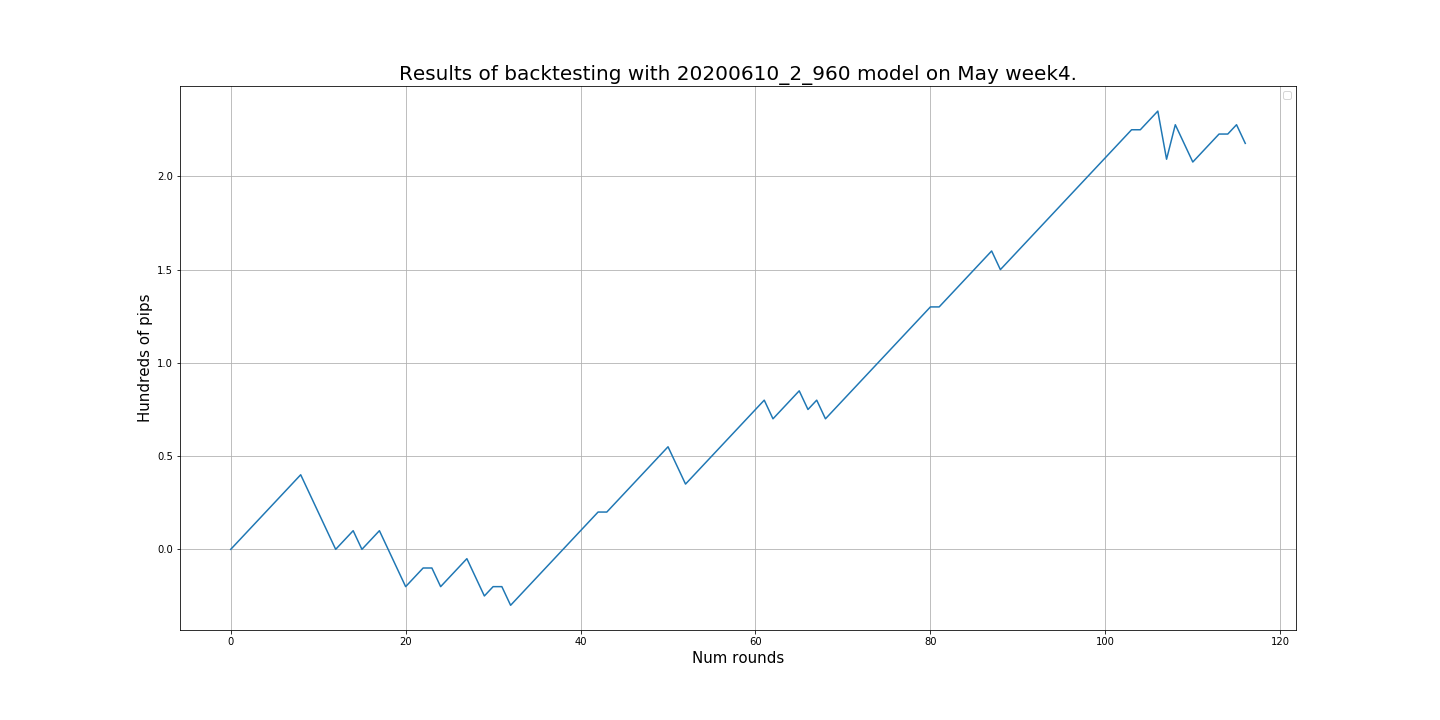 Results of backtesting with 20200610_2_960 model on May week4.
2.0
1.5
1.0
0.5
0.0
Hundreds of pips
0 20 40 60 80 100 120
Num rounds